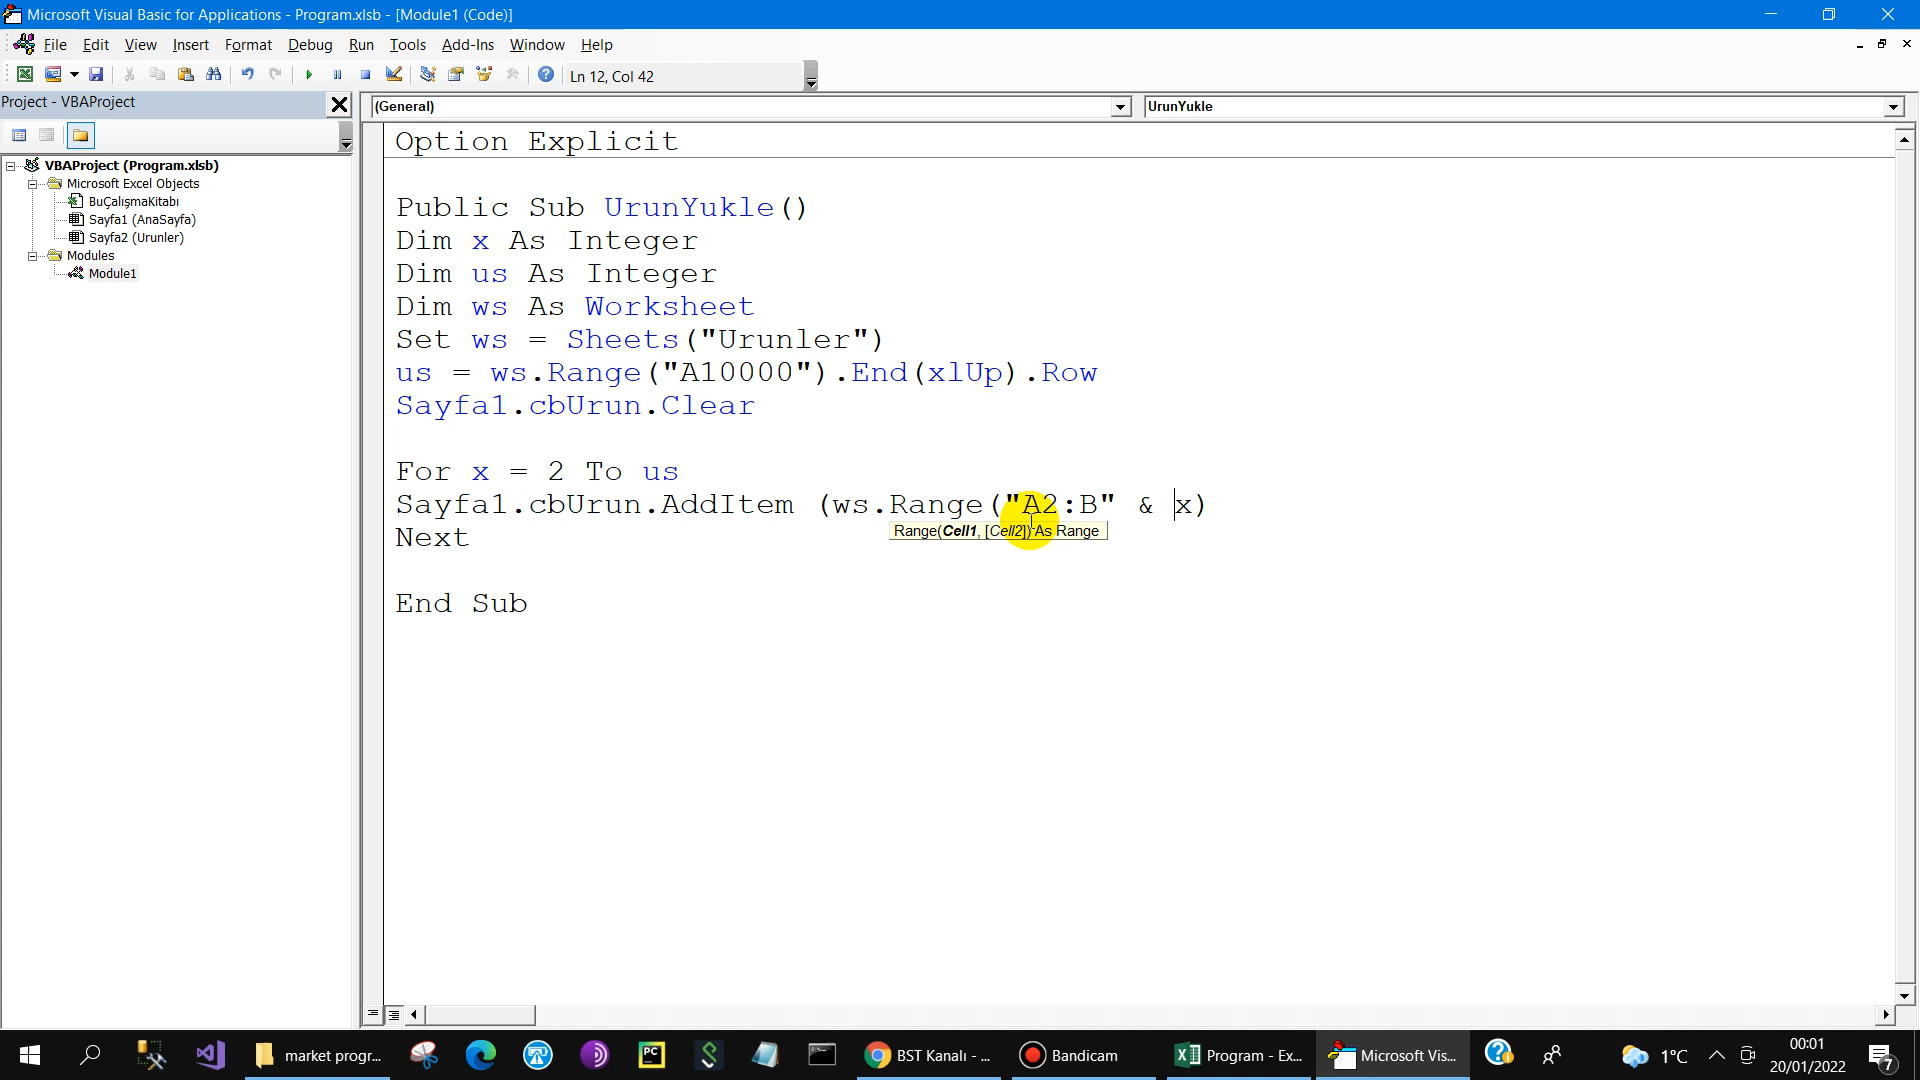 Microsoft Visual Basic for Applications - Program.xlsb - [Module1 (Code)]
File Edit View Insert Format Debug Run Tools Add-Ins Window Help
Ln 12, Col 42
Project - VBAProject
(General)
UrunYukle
VBAProject (Program.xlsb)
Microsoft Excel Objects
BuÇalışmaKitabı
Sayfa1 (AnaSayfa)
Sayfa2 (Urunler)
Modules
Module1
Option Explicit
Public Sub UrunYukle()
Dim x As Integer
Dim us As Integer
Dim ws As Worksheet
Set ws = Sheets("Urunler")
us = ws.Range("A10000").End(xlUp).Row
Sayfa1.cbUrun.Clear
For x = 2 To us
Sayfa1.cbUrun.AddItem (ws.Range("A2:B" & x)
Range(Cell1, [Cell2]) As Range
Next
End Sub
market progr...
PC
BST Kanalı - ...
Bandicam
Program - Ex...
Microsoft Vis...
1°C
00:01
20/01/2022
7